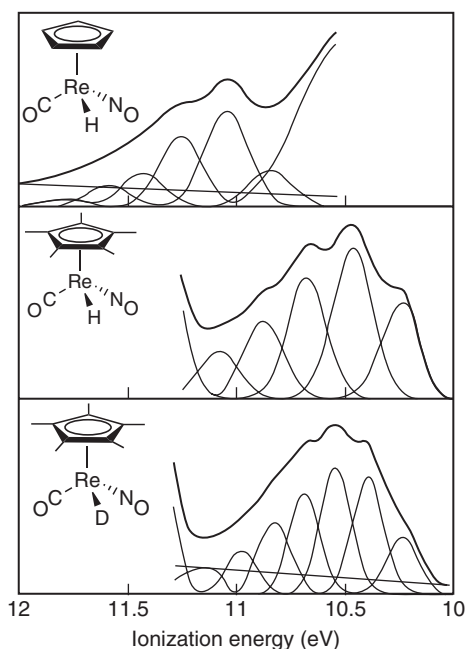 Re
OC NO
H
Re
OC NO
H
Re
OC NO
D
12 11.5 11 10.5 10
Ionization energy (eV)